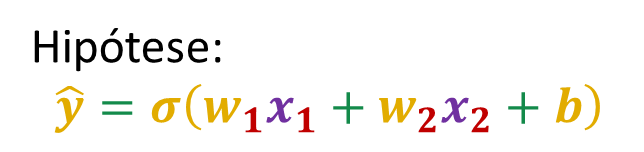 Hipótese:
ŷ = σ(w₁x₁ + w₂x₂ + b)